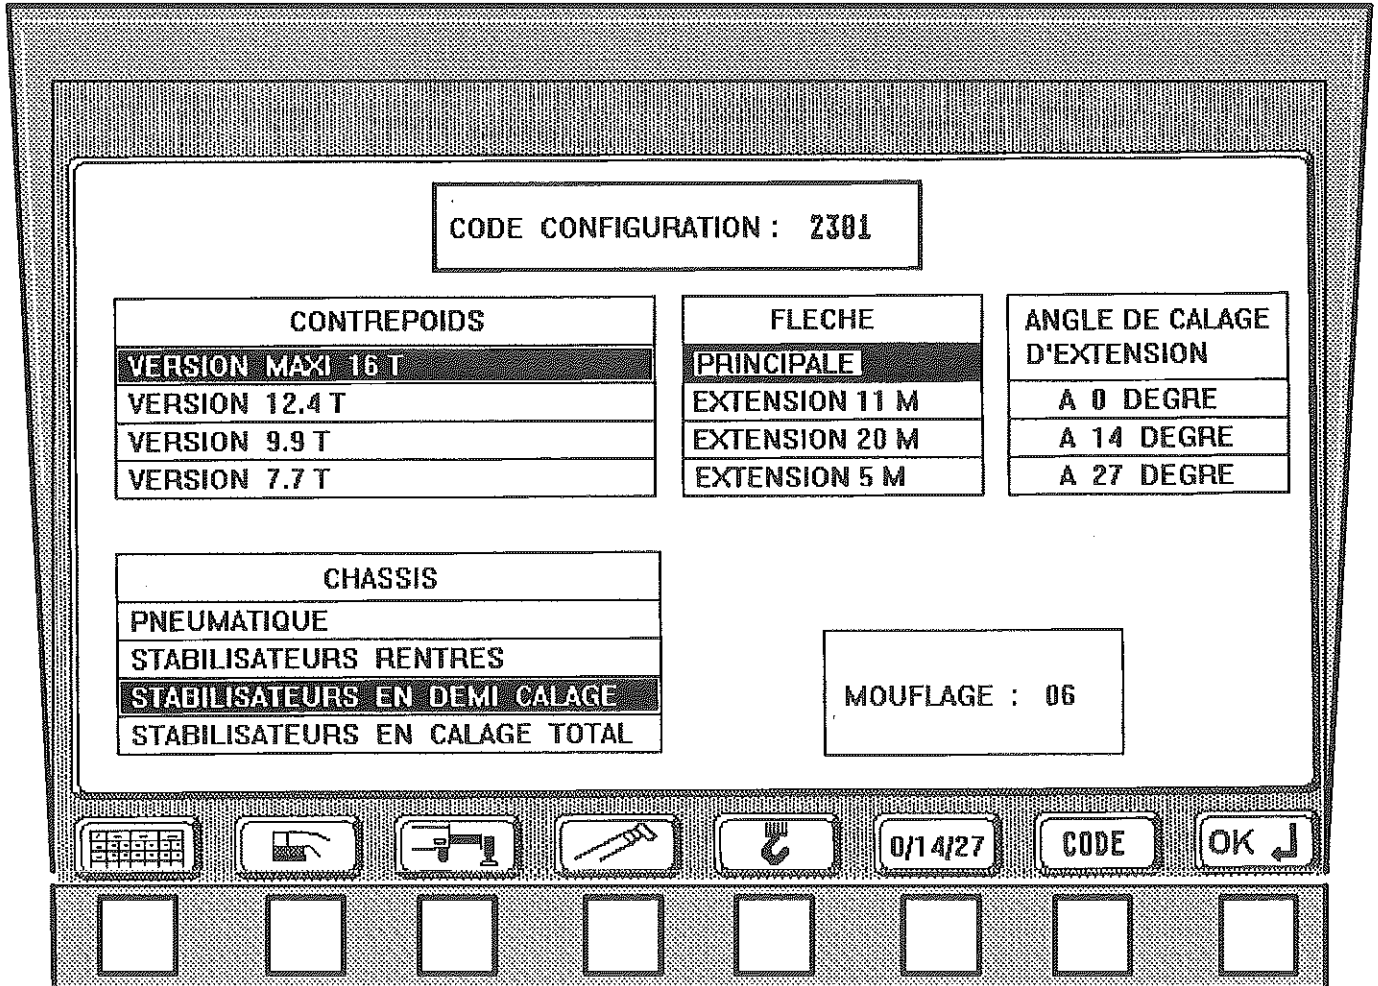 CODE CONFIGURATION : 2301
CONTREPOIDS
VERSION MAXI 16 T
VERSION 12.4 T
VERSION 9.9 T
VERSION 7.7 T
FLECHE
PRINCIPALE
EXTENSION 11 M
EXTENSION 20 M
EXTENSION 5 M
ANGLE DE CALAGE
D'EXTENSION
A 0 DEGRE
A 14 DEGRE
A 27 DEGRE
CHASSIS
PNEUMATIQUE
STABILISATEURS RENTRES
STABILISATEURS EN DEMI CALAGE
STABILISATEURS EN CALAGE TOTAL
MOUFLAGE : 06
0/14/27
CODE
OK